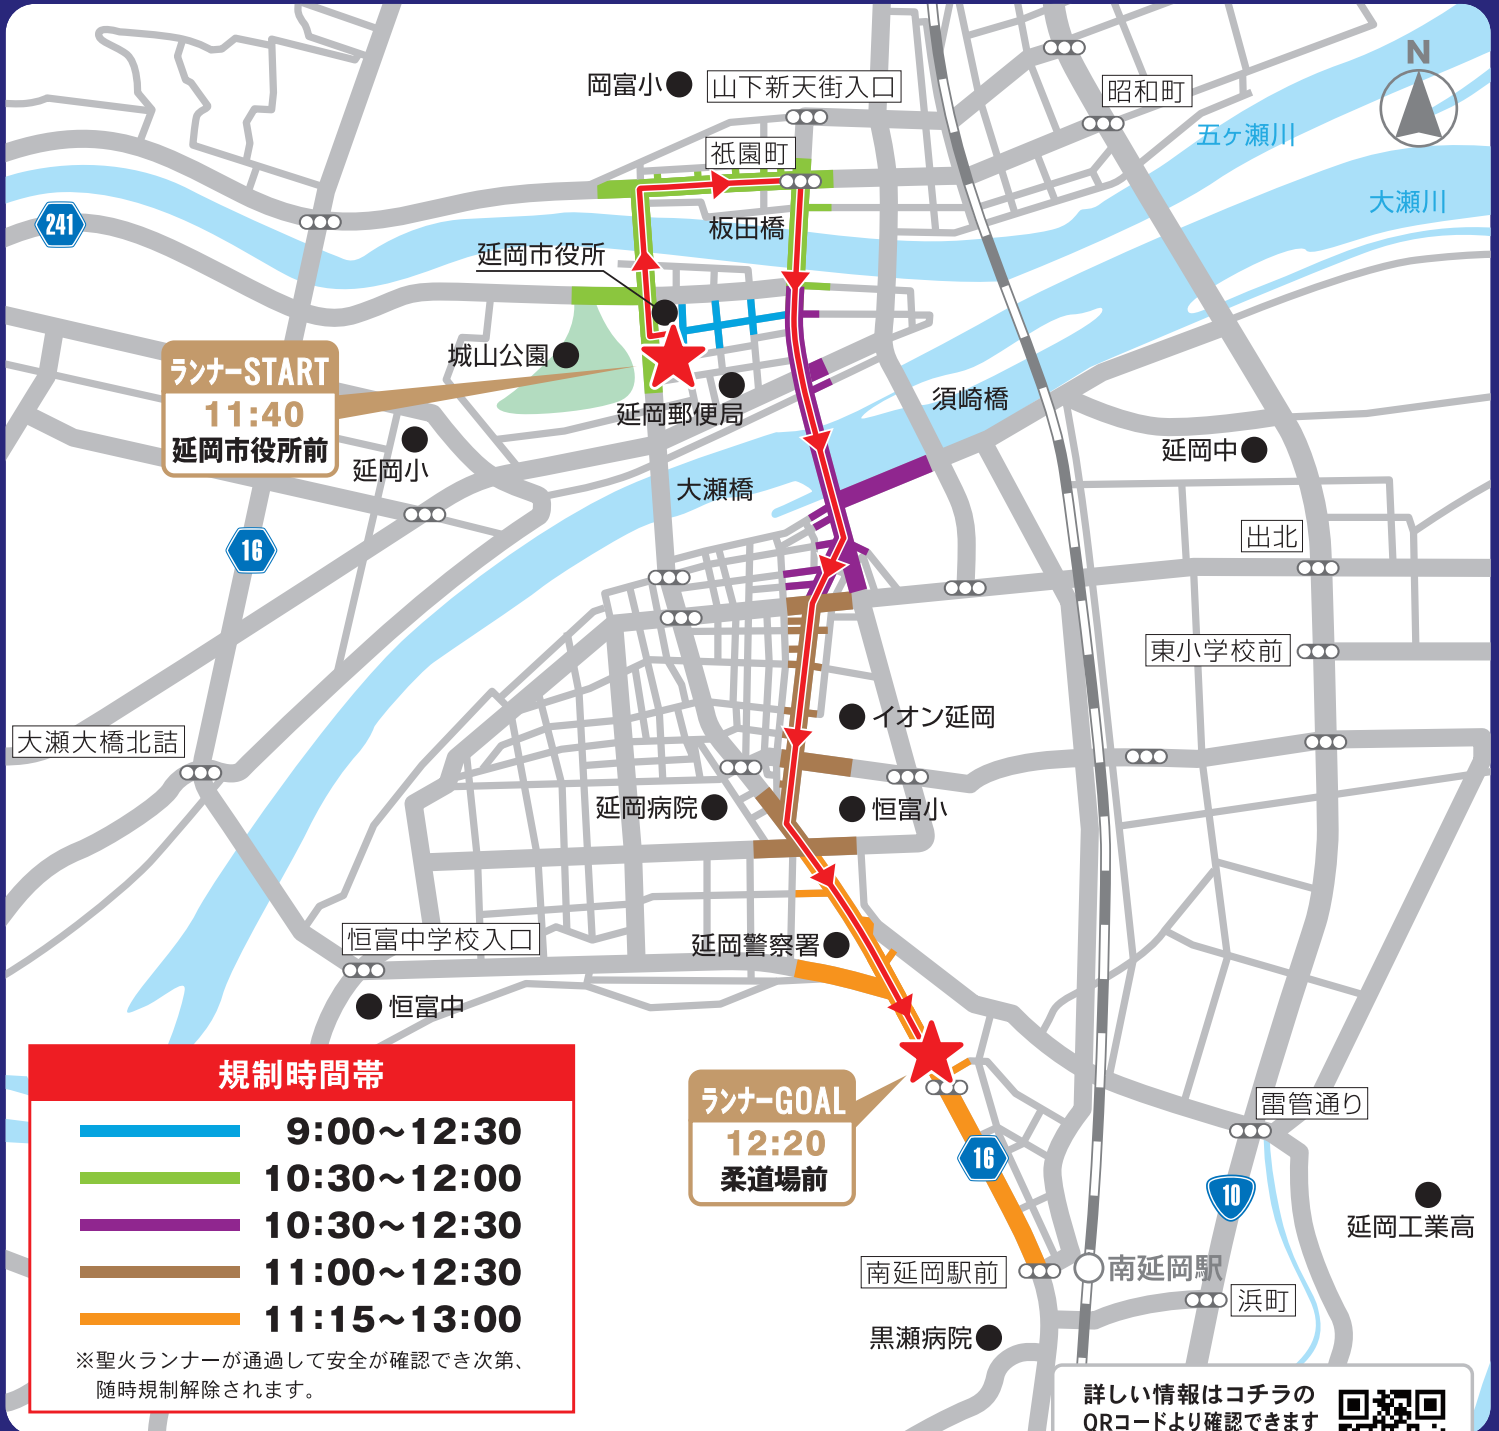 N
岡富小
山下新天街入口
昭和町
五ヶ瀬川
祇園町
大瀬川
241
板田橋
延岡市役所
城山公園
ランナーSTART
11:40
延岡市役所前
延岡郵便局
須崎橋
延岡小
延岡中
大瀬橋
16
出北
東小学校前
イオン延岡
大瀬大橋北詰
延岡病院
恒富小
恒富中学校入口
延岡警察署
恒富中
規制時間帯
9:00〜12:30
10:30〜12:00
10:30〜12:30
11:00〜12:30
11:15〜13:00
※聖火ランナーが通過して安全が確認でき次第、
随時規制解除されます。
ランナーGOAL
12:20
柔道場前
16
雷管通り
10
延岡工業高
南延岡駅前
南延岡駅
浜町
黒瀬病院
詳しい情報はコチラの
QRコードより確認できます